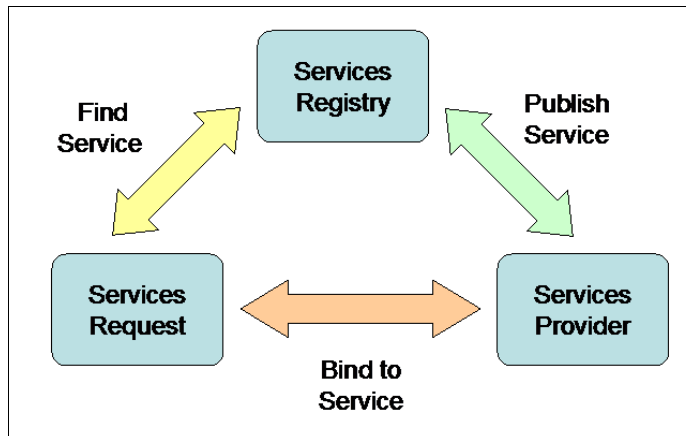 Services
Registry
Find
Service
Publish
Service
Services
Request
Services
Provider
Bind to
Service